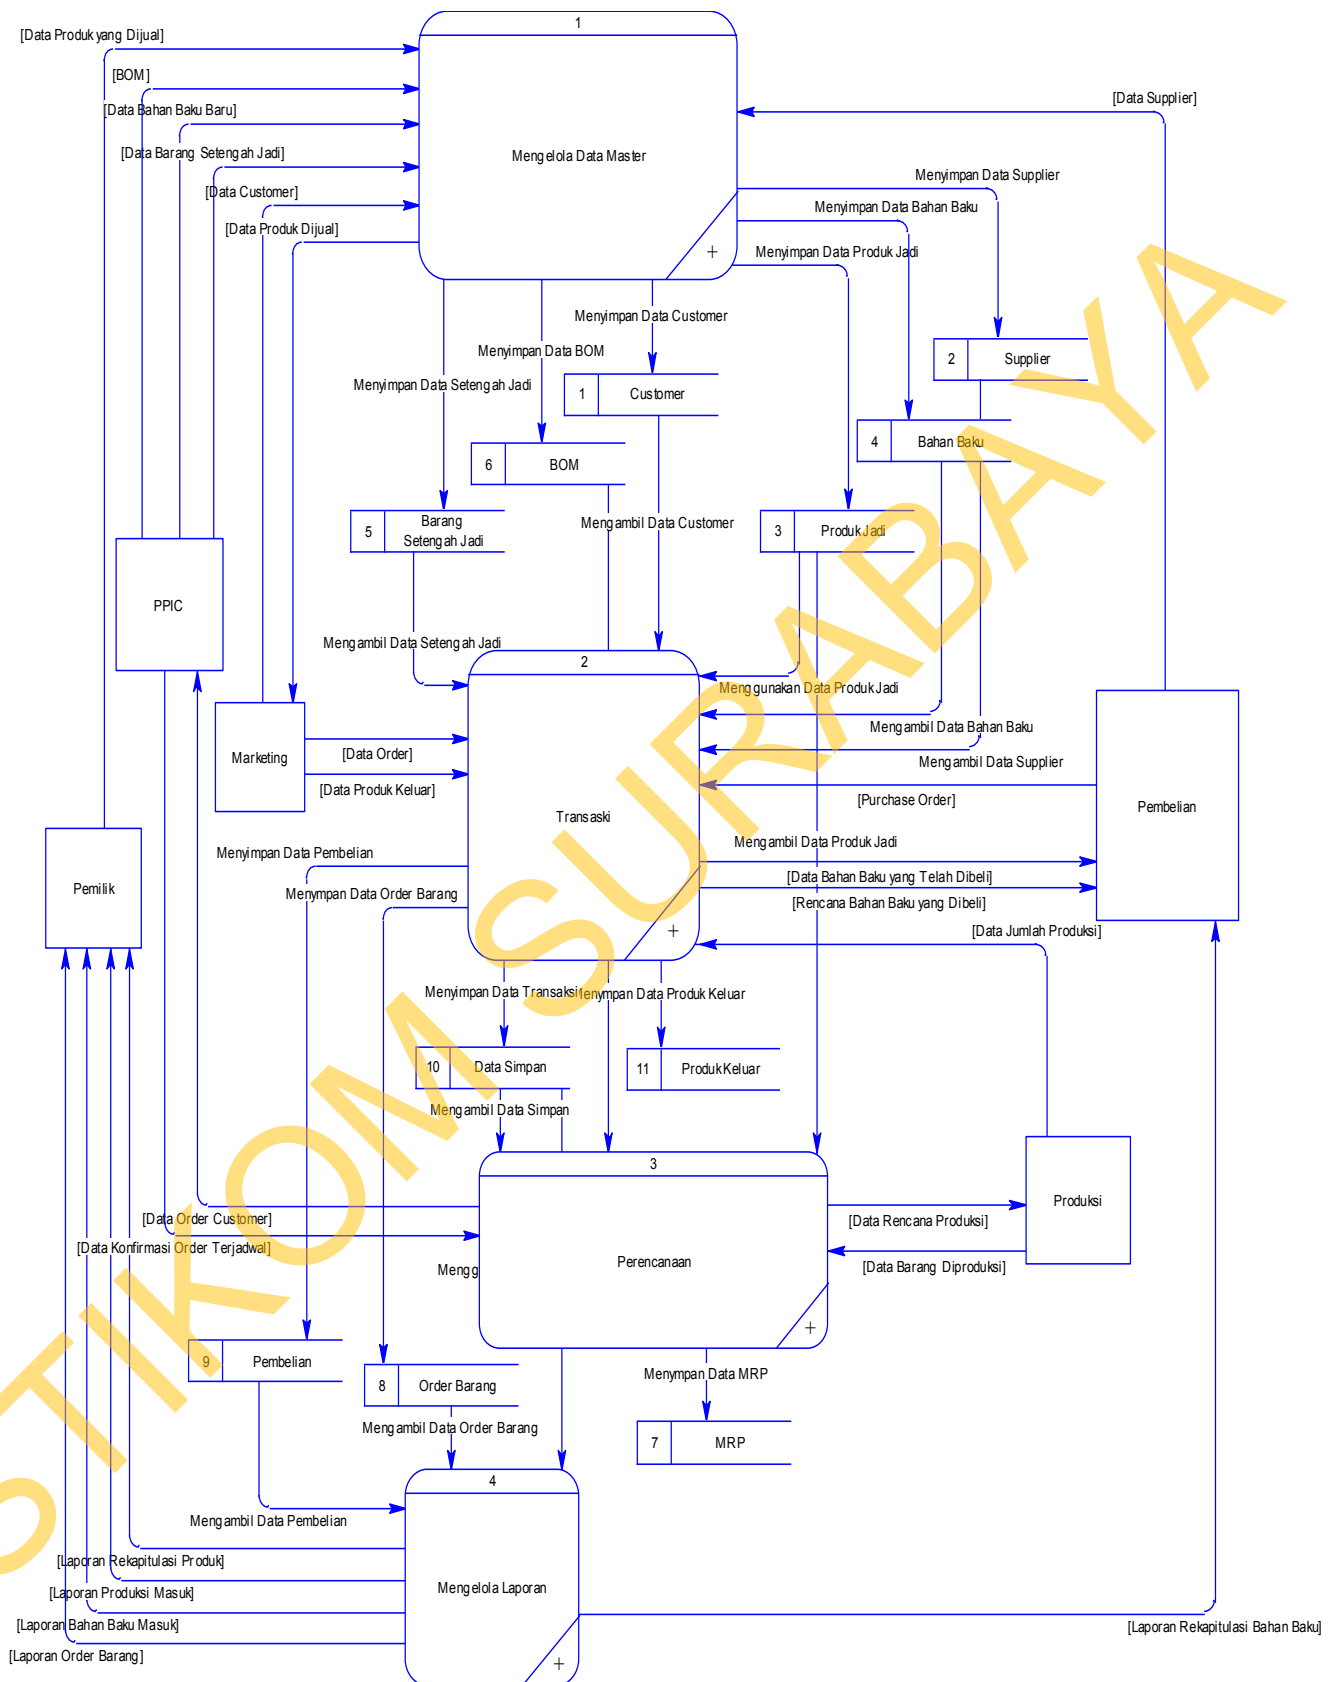 1
[Data Produk yang Dijual]
[BOM]
[Data Supplier]
[Data Bahan Baku Baru]
[Data Barang Setengah Jadi]
Mengelola Data Master
Menyimpan Data Supplier
[Data Customer]
Menyimpan Data Bahan Baku
[Data Produk Dijual]
Menyimpan Data Produk Jadi
+
Menyimpan Data Customer
Menyimpan Data BOM
2 Supplier
Menyimpan Data Setengah Jadi
1 Customer
4 Bahan Baku
6 BOM
Mengambil Data Customer
5 Barang
Setengah Jadi
3 Produk Jadi
PPIC
Mengambil Data Setengah Jadi
2
Menggunakan Data Produk Jadi
Mengambil Data Bahan Baku
Marketing
[Data Order]
Mengambil Data Supplier
[Data Produk Keluar]
[Purchase Order]
Pembelian
Transaski
Mengambil Data Produk Jadi
Menyimpan Data Pembelian
[Data Bahan Baku yang Telah Dibeli]
Pemilik
Menympan Data Order Barang
[Rencana Bahan Baku yang Dibeli]
+
[Data Jumlah Produksi]
Menyimpan Data Transaksi
Menympan Data Produk Keluar
10 Data Simpan
11 Produk Keluar
Mengambil Data Simpan
3
Produksi
[Data Order Customer]
[Data Rencana Produksi]
[Data Konfirmasi Order Terjadwal]
Mengg
Perencanaan
[Data Barang Diproduksi]
+
9 Pembelian
Menympan Data MRP
8 Order Barang
Mengambil Data Order Barang
7 MRP
4
Mengambil Data Pembelian
[Laporan Rekapitulasi Produk]
Mengelola Laporan
[Laporan Produksi Masuk]
[Laporan Bahan Baku Masuk]
[Laporan Rekapitulasi Bahan Baku]
[Laporan Order Barang]
+
STIKOM SURABAYA